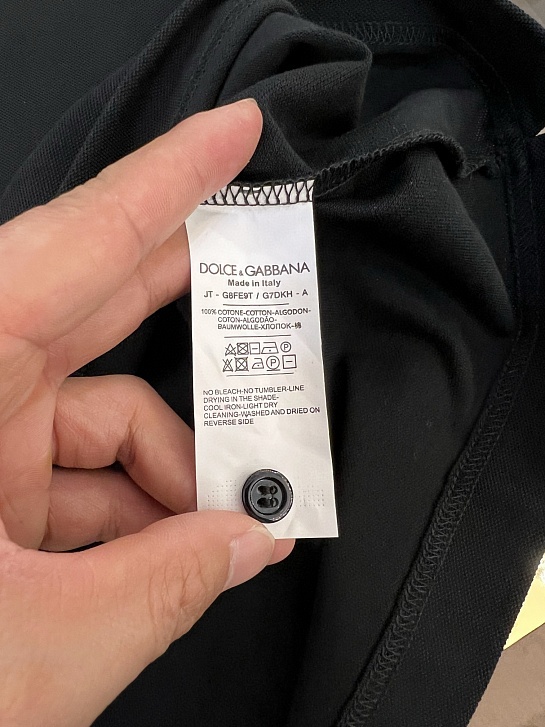 DOLCE & GABBANA
Made in Italy
JT - G8FE9T / G7DKH - A
100% COTONE-COTTON-ALGODON-
COTON-ALGODÃO-
BAUMWOLLE-ХЛОПОК-棉
NO BLEACH-NO TUMBLER-LINE
DRYING IN THE SHADE-
COOL IRON-LIGHT DRY
CLEANING-WASHED AND DRIED ON
REVERSE SIDE